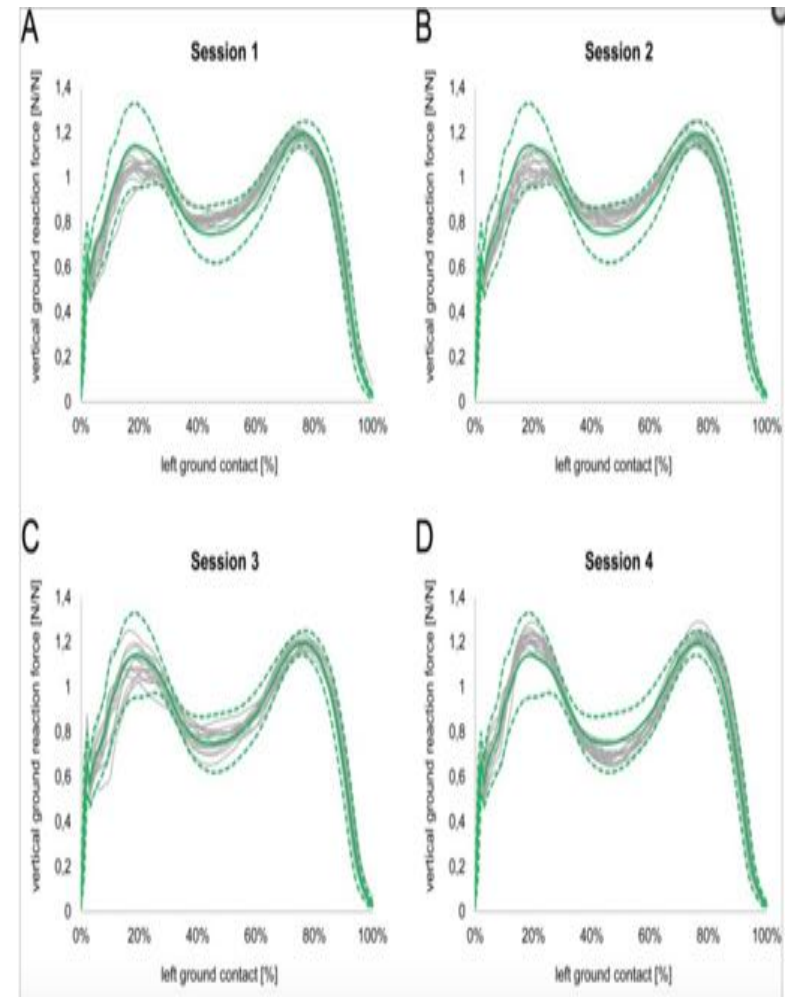 A
Session 1
vertical ground reaction force [N/N]
1,4
1,2
1
0,8
0,6
0,4
0,2
0
0% 20% 40% 60% 80% 100%
left ground contact [%]
B
Session 2
vertical ground reaction force [N/N]
1,4
1,2
1
0,8
0,6
0,4
0,2
0
0% 20% 40% 60% 80% 100%
left ground contact [%]
C
Session 3
vertical ground reaction force [N/N]
1,4
1,2
1
0,8
0,6
0,4
0,2
0
0% 20% 40% 60% 80% 100%
left ground contact [%]
D
Session 4
vertical ground reaction force [N/N]
1,4
1,2
1
0,8
0,6
0,4
0,2
0
0% 20% 40% 60% 80% 100%
left ground contact [%]